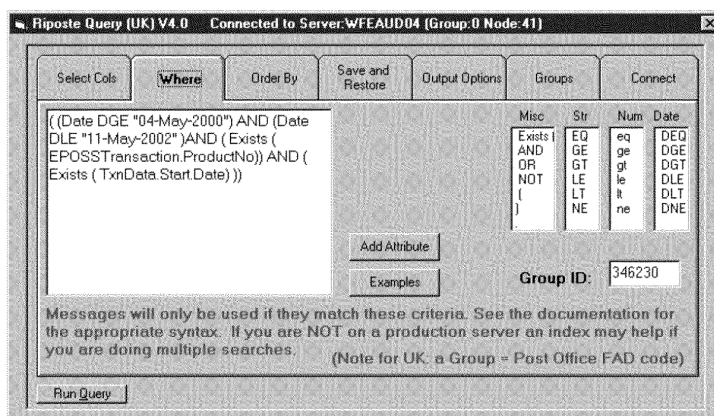 Riposte Query (UK) V4.0 Connected to Server:WFEAUD04 (Group:0 Node:41)
Select Cols Where Order By Save and Restore Output Options Groups Connect
( (Date DGE "04-May-2000") AND (Date
DLE "11-May-2002" )AND ( Exists (
EPOSSTransaction.ProductNo)) AND (
Exists ( TxnData.Start.Date) ))
Misc Str Num Date
Exists ( EQ eq DEQ
AND GE ge DGE
OR GT gt DGT
NOT LE le DLE
( LT lt DLT
) NE ne DNE
Add Attribute
Examples
Group ID: 346230
Messages will only be used if they match these criteria. See the documentation for
the appropriate syntax. If you are NOT on a production server an index may help if
you are doing multiple searches.
(Note for UK: a Group = Post Office FAD code)
Run Query